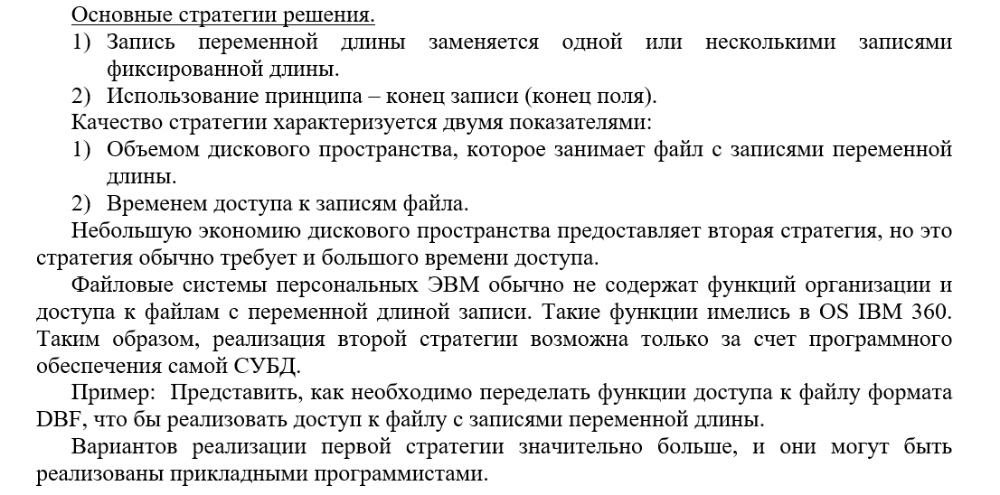 Основные стратегии решения.
1) Запись переменной длины заменяется одной или несколькими записями
фиксированной длины.
2) Использование принципа – конец записи (конец поля).
Качество стратегии характеризуется двумя показателями:
1) Объемом дискового пространства, которое занимает файл с записями переменной
длины.
2) Временем доступа к записям файла.
Небольшую экономию дискового пространства предоставляет вторая стратегия, но это
стратегия обычно требует и большого времени доступа.
Файловые системы персональных ЭВМ обычно не содержат функций организации и
доступа к файлам с переменной длиной записи. Такие функции имелись в OS IBM 360.
Таким образом, реализация второй стратегии возможна только за счет программного
обеспечения самой СУБД.
Пример:  Представить, как необходимо переделать функции доступа к файлу формата
DBF, что бы реализовать доступ к файлу с записями переменной длины.
Вариантов реализации первой стратегии значительно больше, и они могут быть
реализованы прикладными программистами.